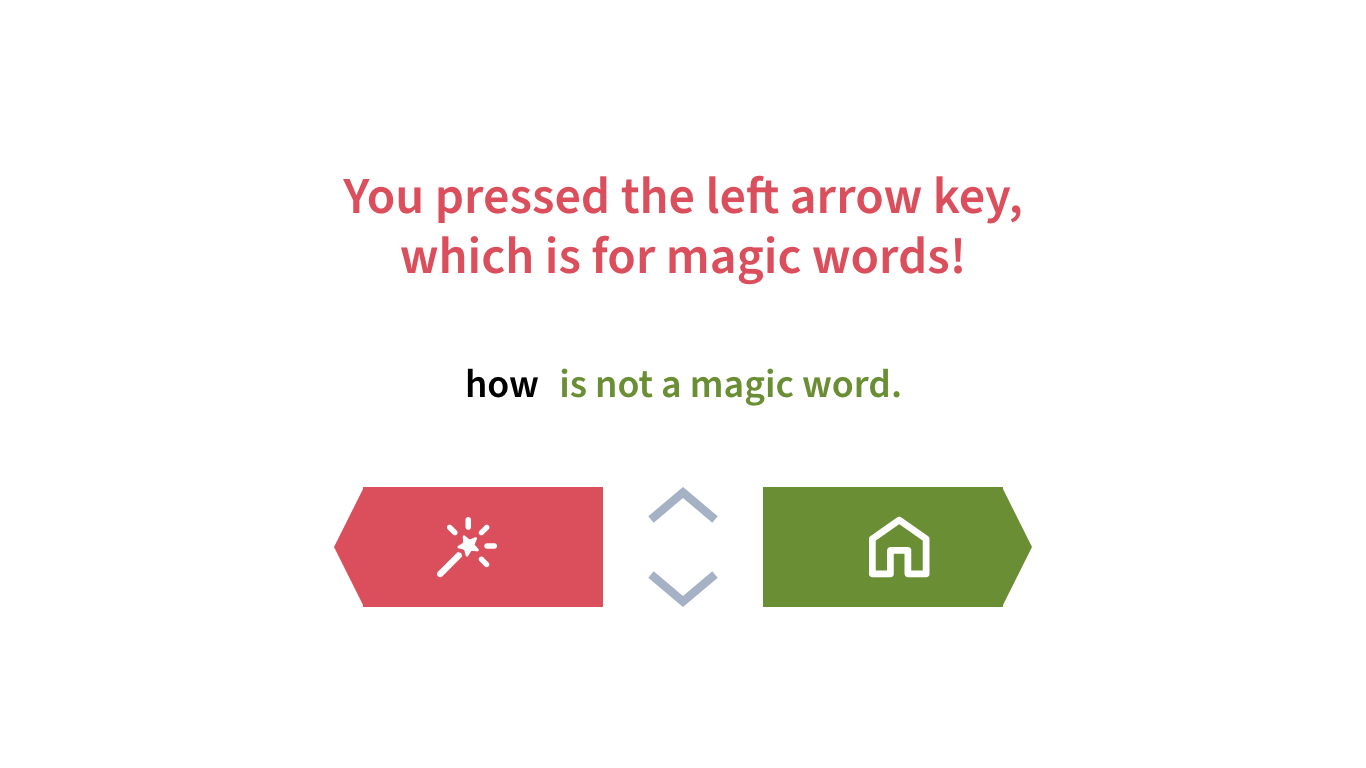 You pressed the left arrow key,
which is for magic words!
how is not a magic word.